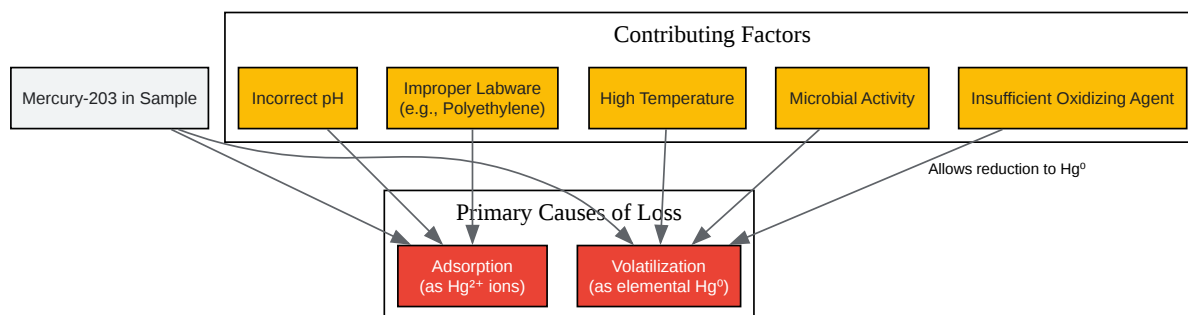 Contributing Factors
Mercury-203 in Sample
Incorrect pH
Improper Labware
(e.g., Polyethylene)
High Temperature
Microbial Activity
Insufficient Oxidizing Agent
Allows reduction to Hg⁰
Primary Causes of Loss
Adsorption
(as Hg²⁺ ions)
Volatilization
(as elemental Hg⁰)